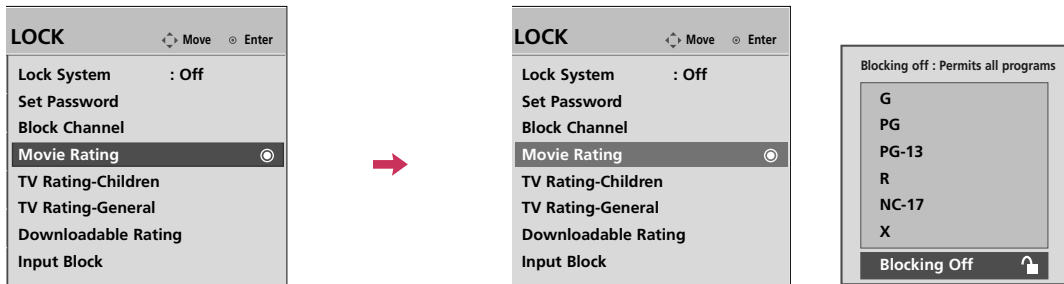 LOCK
Move Enter
Lock System : Off
Set Password
Block Channel
Movie Rating
TV Rating-Children
TV Rating-General
Downloadable Rating
Input Block
LOCK
Move Enter
Lock System : Off
Set Password
Block Channel
Movie Rating
TV Rating-Children
TV Rating-General
Downloadable Rating
Input Block
Blocking off : Permits all programs
G
PG
PG-13
R
NC-17
X
Blocking Off